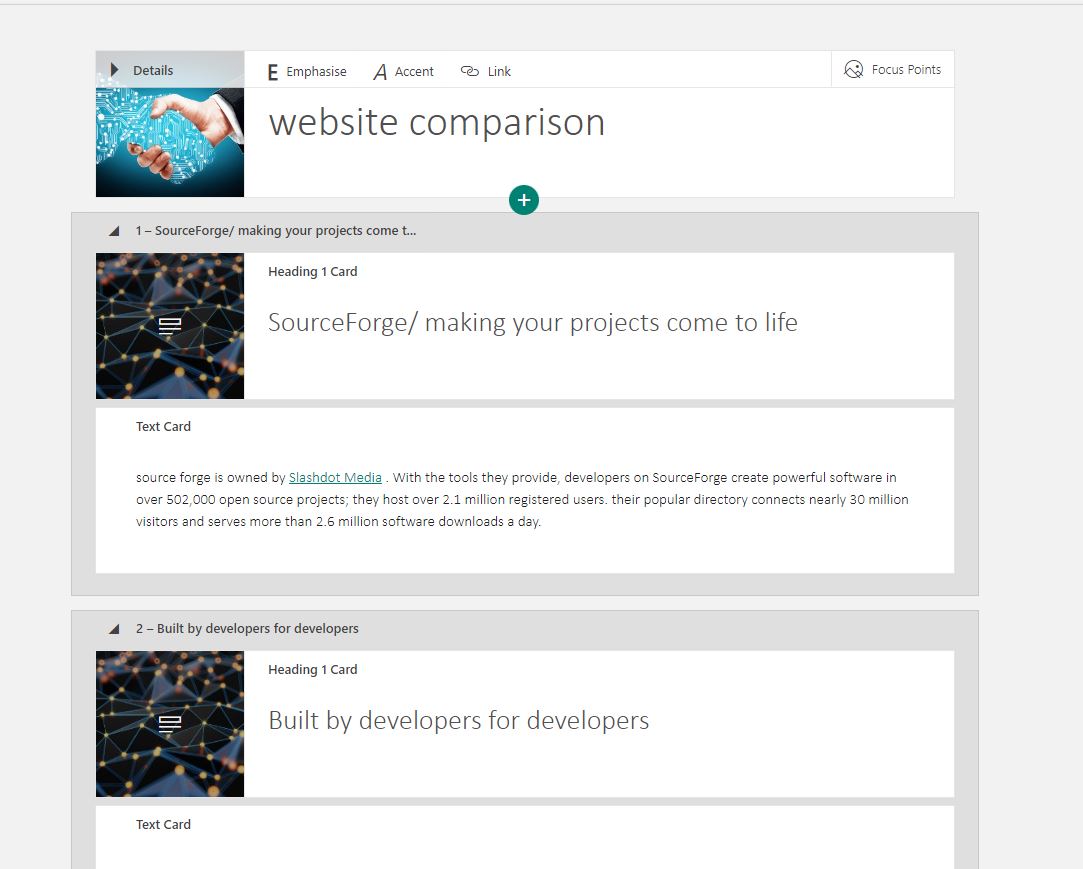 Details
E Emphasise
A Accent
Link
Focus Points
website comparison
1 – SourceForge/ making your projects come t...
Heading 1 Card
SourceForge/ making your projects come to life
Text Card
source forge is owned by Slashdot Media . With the tools they provide, developers on SourceForge create powerful software in
over 502,000 open source projects; they host over 2.1 million registered users. their popular directory connects nearly 30 million
visitors and serves more than 2.6 million software downloads a day.
2 – Built by developers for developers
Heading 1 Card
Built by developers for developers
Text Card